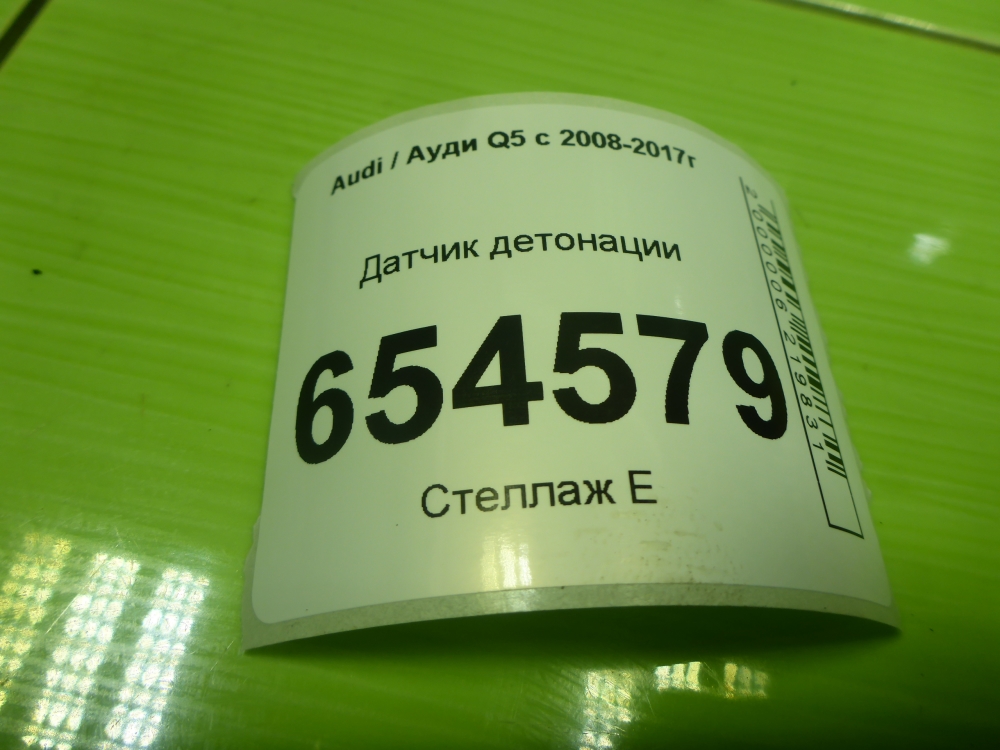 Audi / Ауди Q5 с 2008-2017г
Датчик детонации
654579
Стеллаж Е
2000006219831